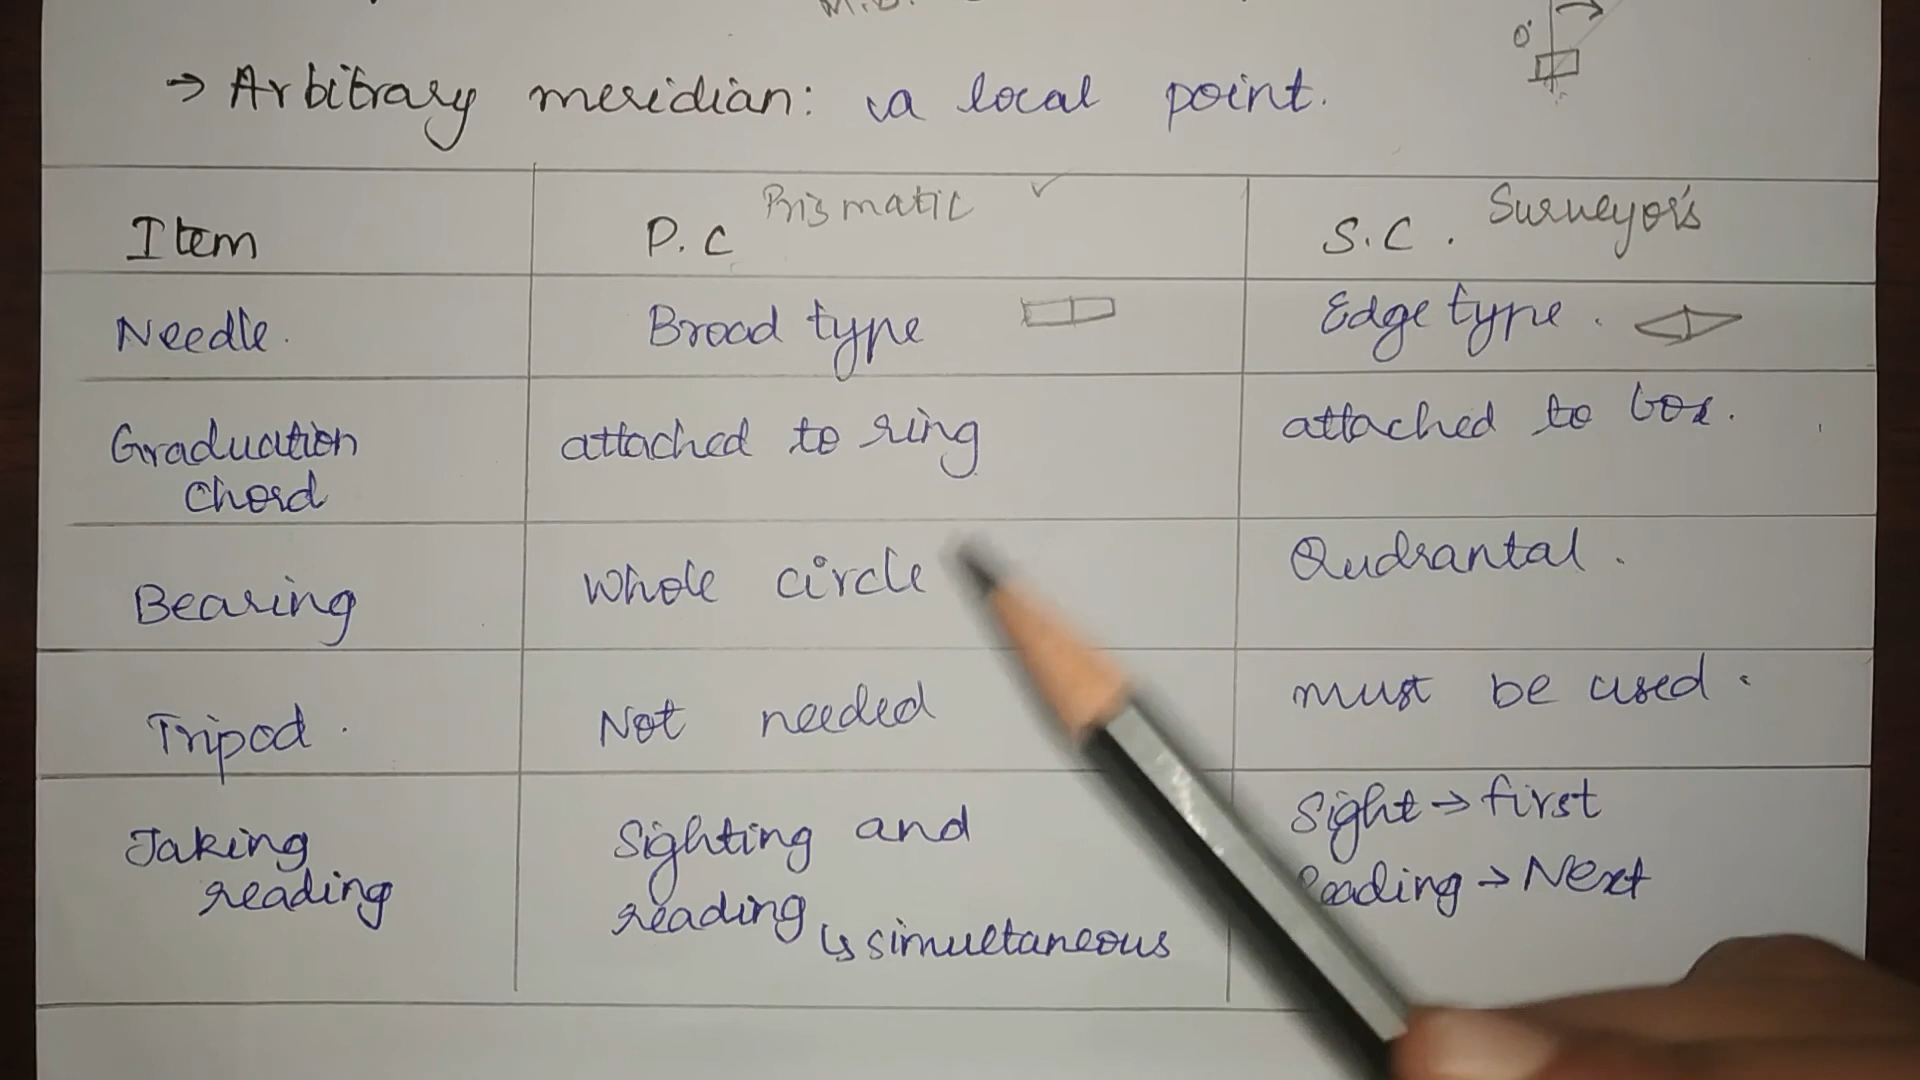 → Arbitrary meridian: a local point.
Item P.C Prismatic ✓ S.C. Surveyor's
Needle. Broad type Edge type.
Graduation attached to ring attached to box.
Chord
Bearing Whole circle Qudrantal.
Tripod. Not needed must be used.
Taking Sighting and Sight → first
reading reading is simultaneous Reading → Next
0°